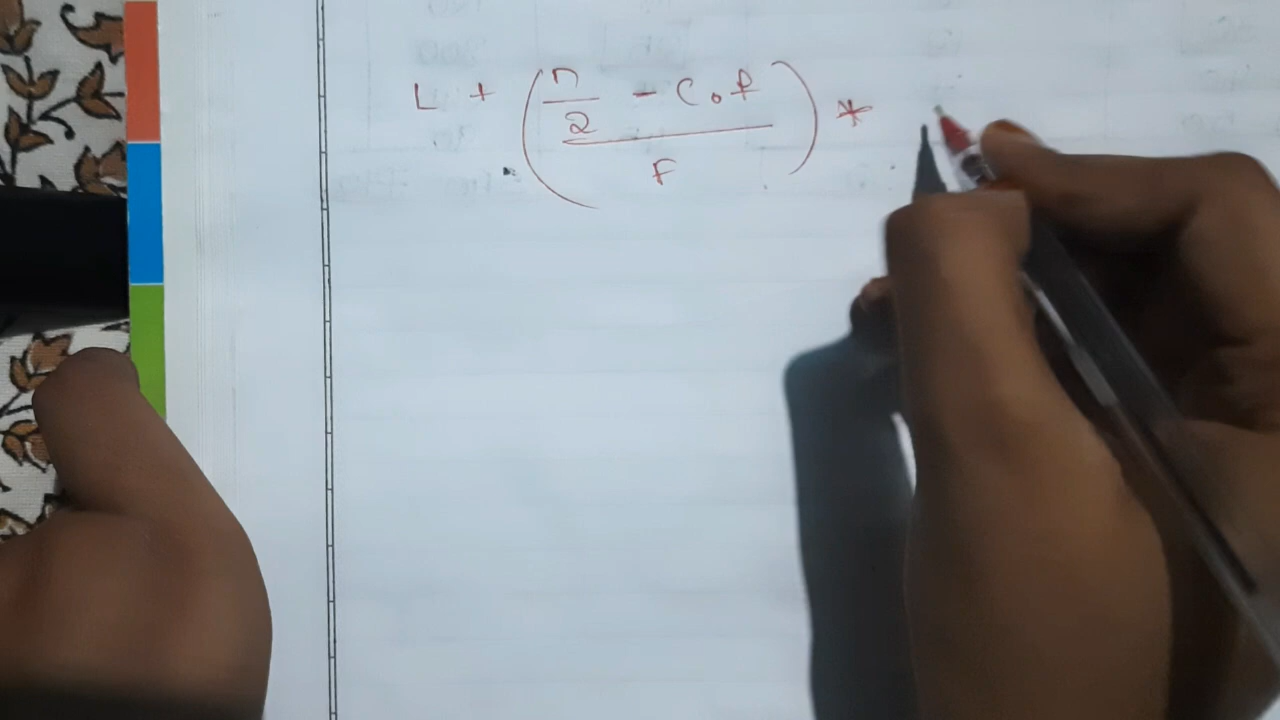 L + ( n/2 - C.f / F ) *